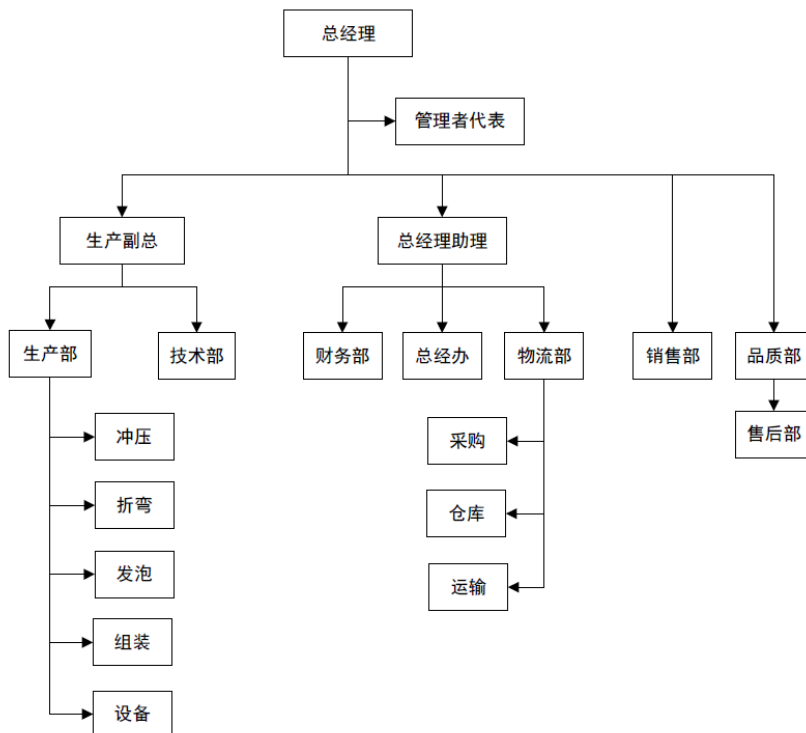 总经理
管理者代表
生产副总
总经理助理
生产部
技术部
财务部
总经办
物流部
销售部
品质部
冲压
采购
售后部
折弯
仓库
发泡
运输
组装
设备